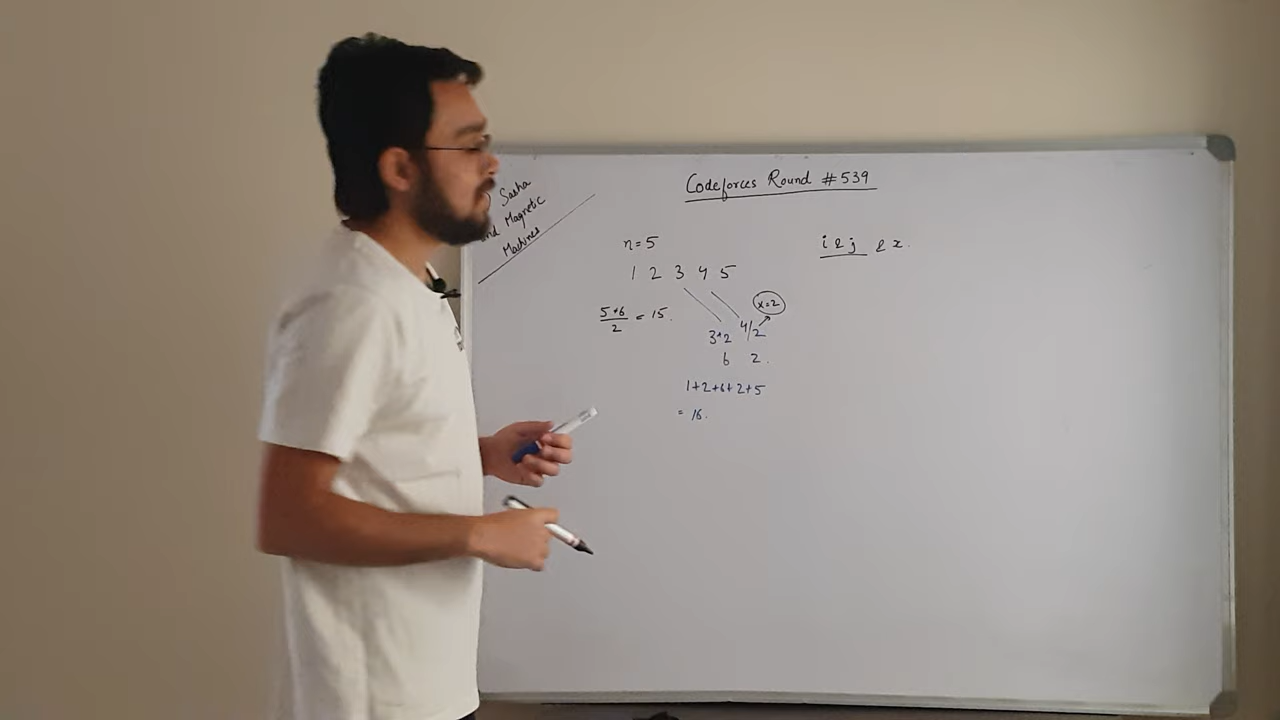 Codeforces Round #539
) Sasha
and Magnetic
Machines
n=5
1 2 3 4 5
5*6/2 = 15.
x=2
3*2 4/2
6 2.
1+2+6+2+5
= 16.
i & j & x.